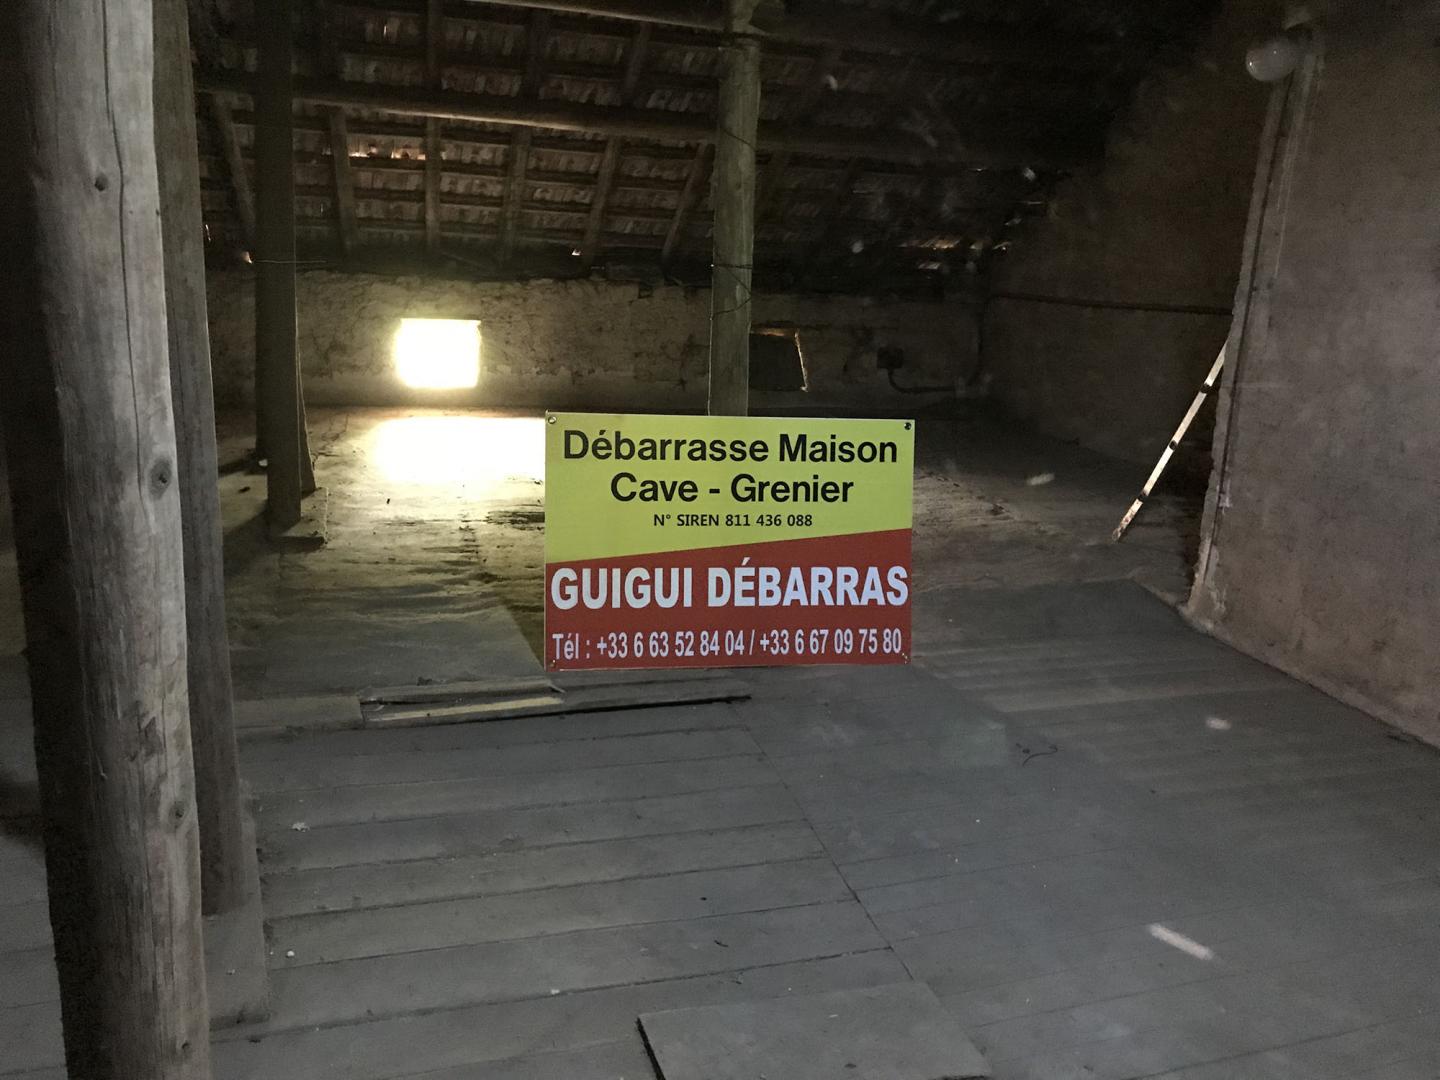 Débarrasse Maison
Cave - Grenier
N° SIREN 811 436 088
GUIGUI DÉBARRAS
Tél : +33 6 63 52 84 04 / +33 6 67 09 75 80